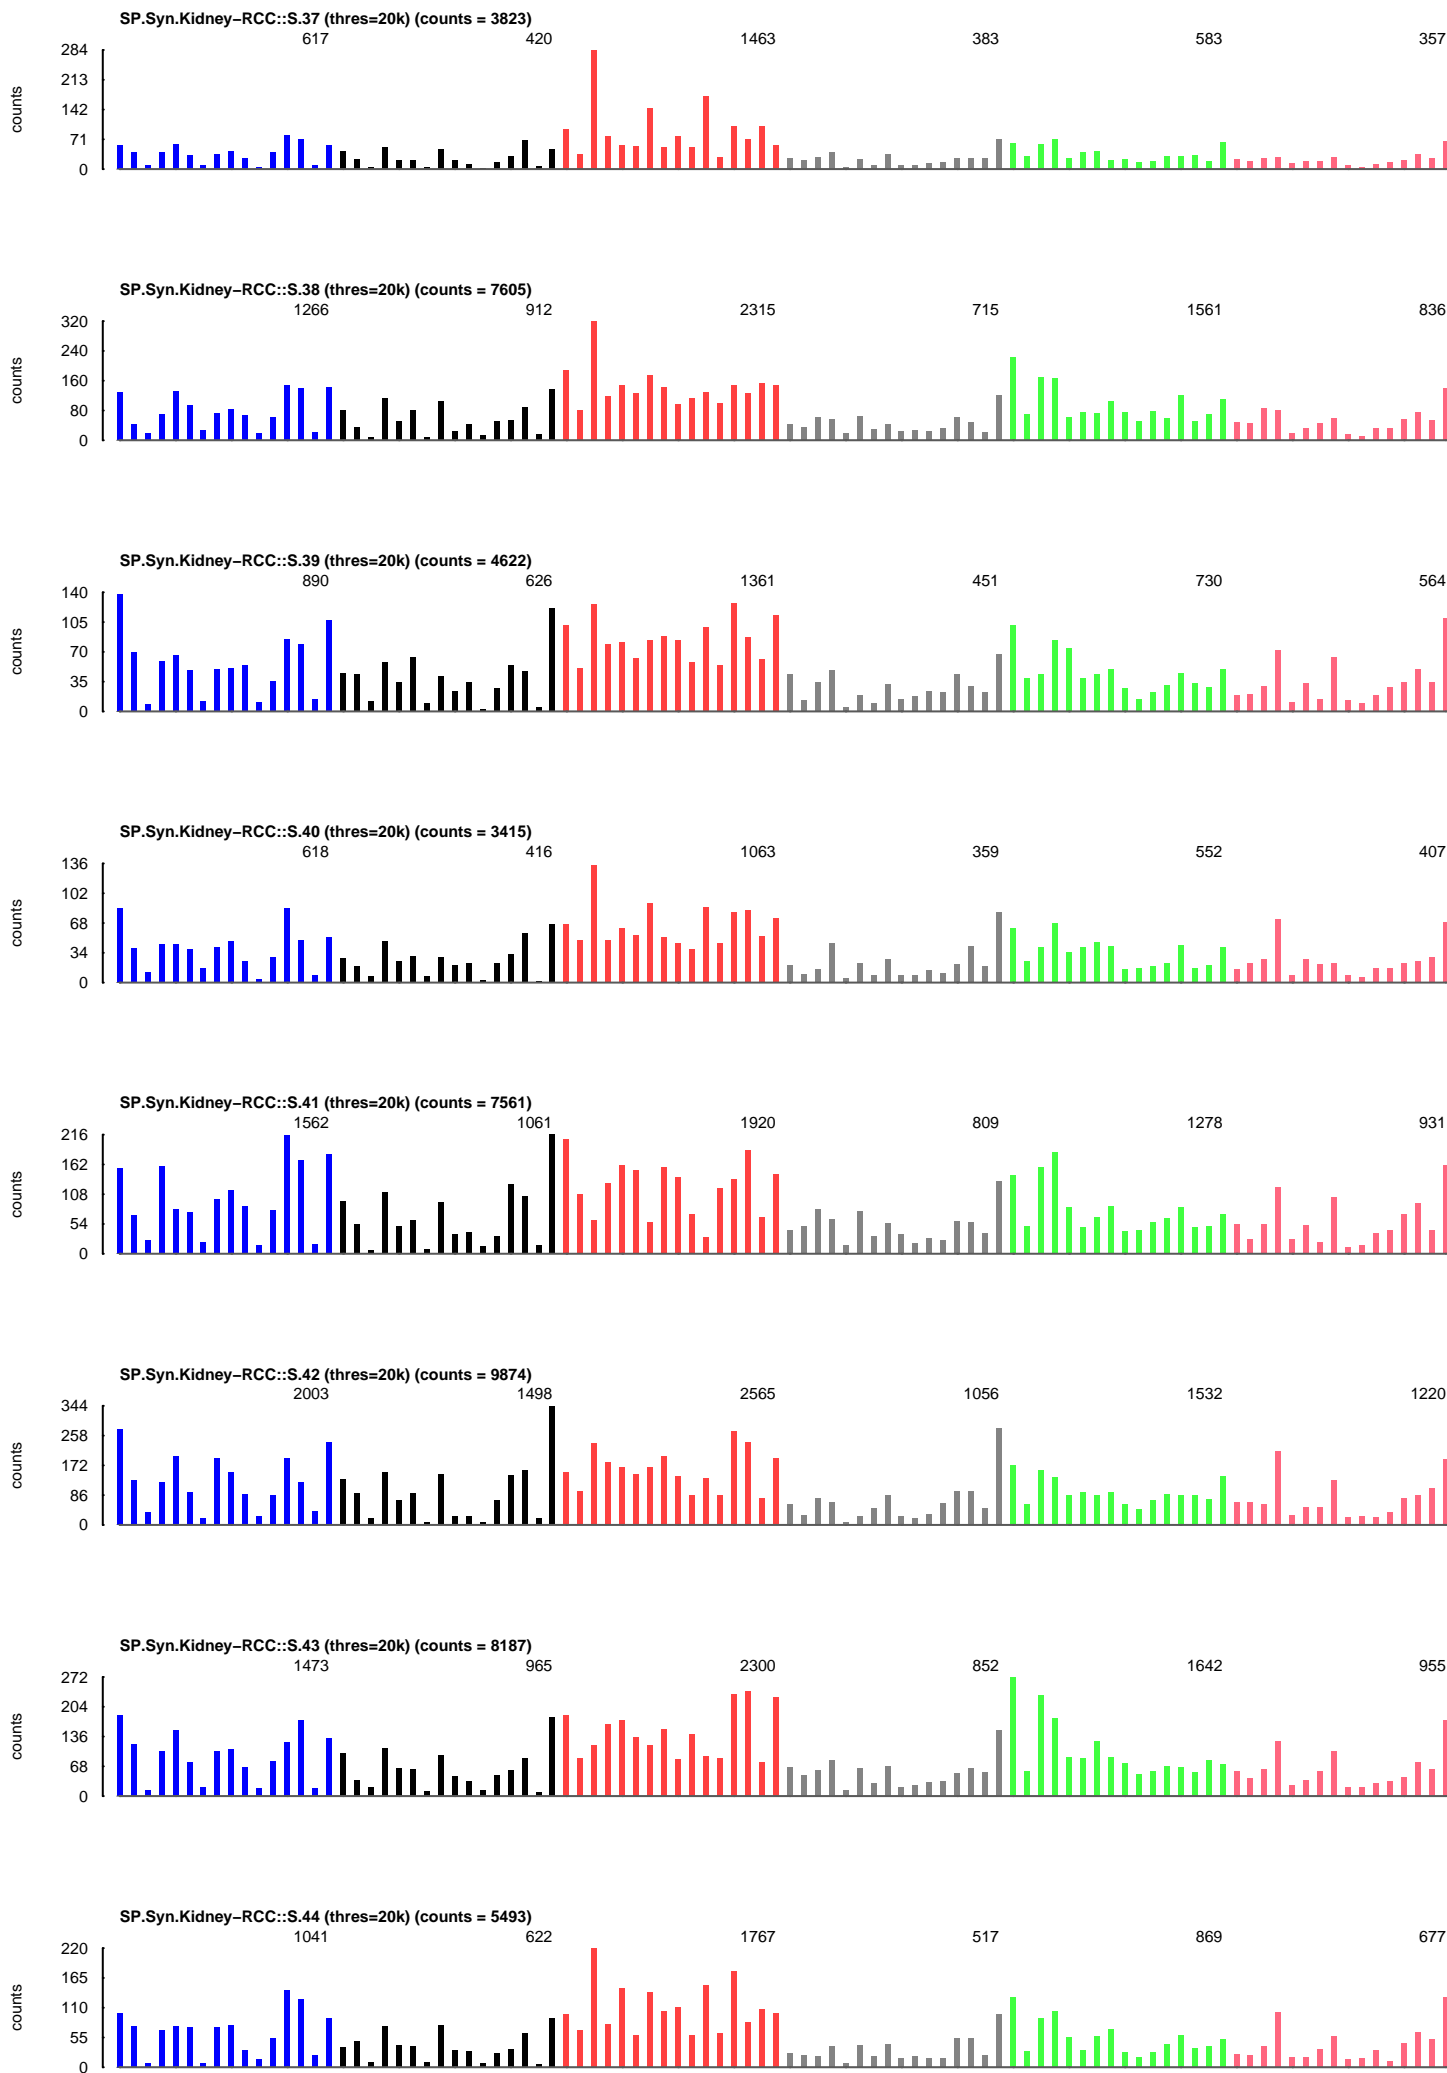 SP.Syn.Kidney−RCC::S.37 (thres=20k) (counts = 3823)
617 420 1463 383 583 357
284
213
142
71
0
counts
SP.Syn.Kidney−RCC::S.38 (thres=20k) (counts = 7605)
1266 912 2315 715 1561 836
320
240
160
80
0
counts
SP.Syn.Kidney−RCC::S.39 (thres=20k) (counts = 4622)
890 626 1361 451 730 564
140
105
70
35
0
counts
SP.Syn.Kidney−RCC::S.40 (thres=20k) (counts = 3415)
618 416 1063 359 552 407
136
102
68
34
0
counts
SP.Syn.Kidney−RCC::S.41 (thres=20k) (counts = 7561)
1562 1061 1920 809 1278 931
216
162
108
54
0
counts
SP.Syn.Kidney−RCC::S.42 (thres=20k) (counts = 9874)
2003 1498 2565 1056 1532 1220
344
258
172
86
0
counts
SP.Syn.Kidney−RCC::S.43 (thres=20k) (counts = 8187)
1473 965 2300 852 1642 955
272
204
136
68
0
counts
SP.Syn.Kidney−RCC::S.44 (thres=20k) (counts = 5493)
1041 622 1767 517 869 677
220
165
110
55
0
counts